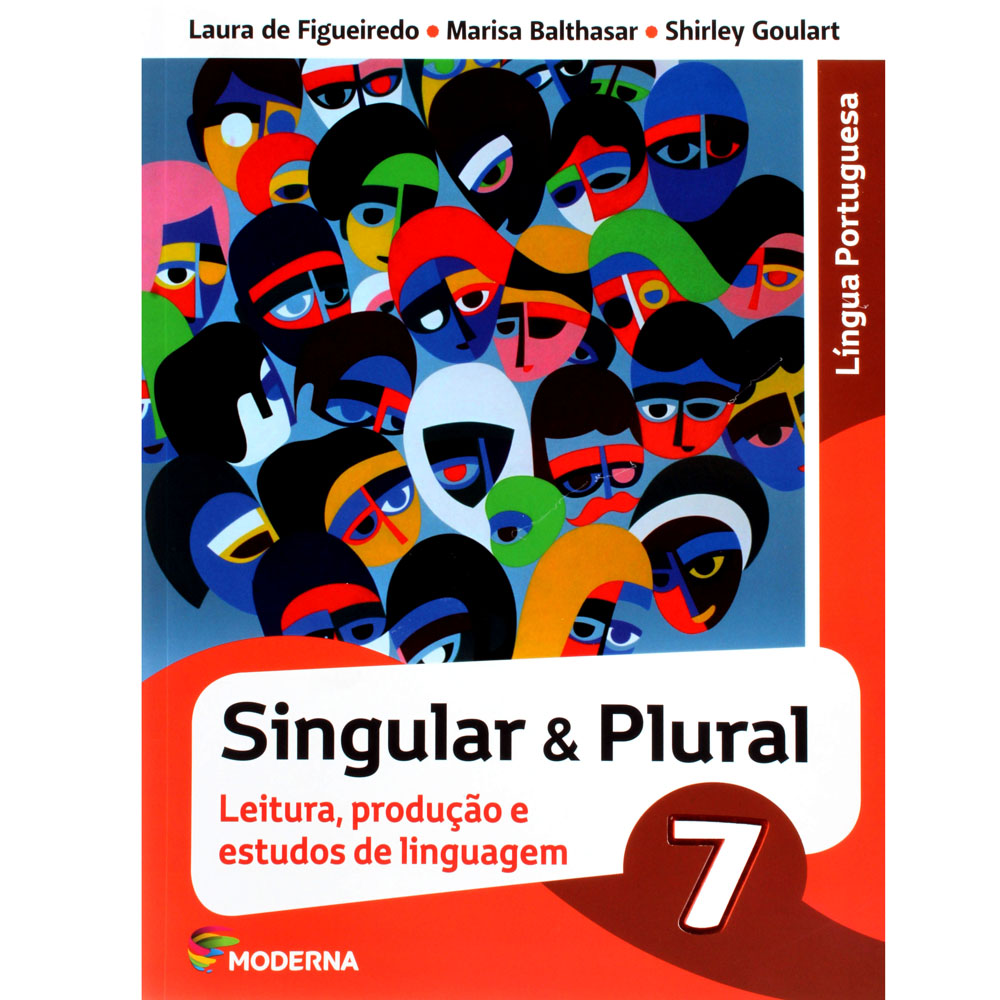 Laura de Figueiredo • Marisa Balthasar • Shirley Goulart
Língua Portuguesa
Singular & Plural
Leitura, produção e
estudos de linguagem
7
MODERNA